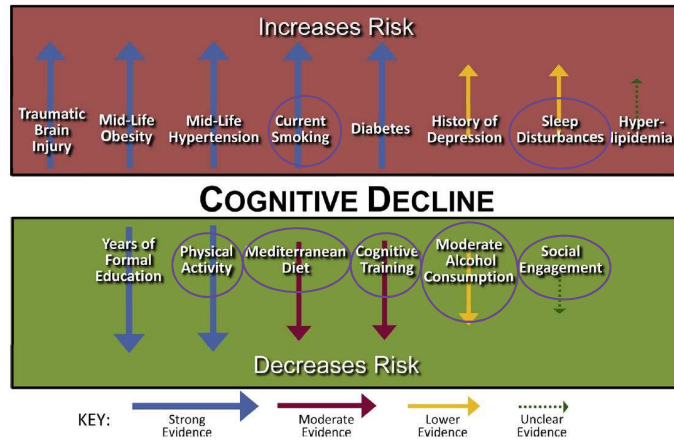 Increases Risk
Traumatic
Brain
Injury
Mid-Life
Obesity
Mid-Life
Hypertension
Current
Smoking
Diabetes
History of
Depression
Sleep
Disturbances
Hyper-
lipidemia
COGNITIVE DECLINE
Years of
Formal
Education
Physical
Activity
Mediterranean
Diet
Cognitive
Training
Moderate
Alcohol
Consumption
Social
Engagement
Decreases Risk
KEY:
Strong
Evidence
Moderate
Evidence
Lower
Evidence
Unclear
Evidence